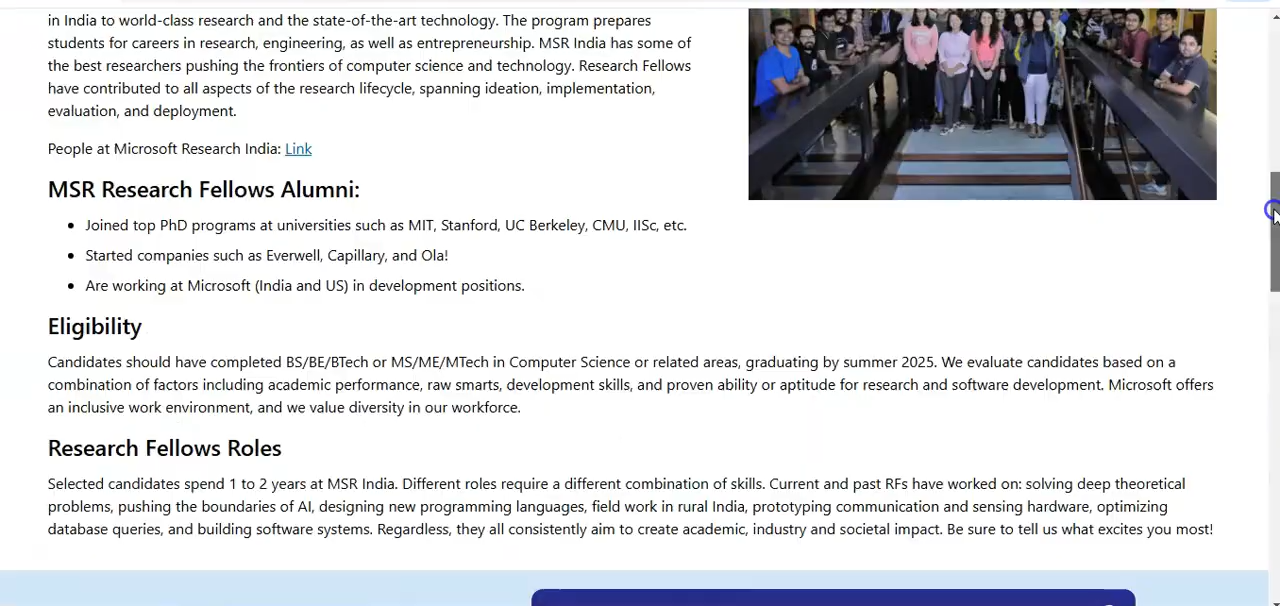 in India to world-class research and the state-of-the-art technology. The program prepares
students for careers in research, engineering, as well as entrepreneurship. MSR India has some of
the best researchers pushing the frontiers of computer science and technology. Research Fellows
have contributed to all aspects of the research lifecycle, spanning ideation, implementation,
evaluation, and deployment.
People at Microsoft Research India: Link
MSR Research Fellows Alumni:
• Joined top PhD programs at universities such as MIT, Stanford, UC Berkeley, CMU, IISc, etc.
• Started companies such as Everwell, Capillary, and Ola!
• Are working at Microsoft (India and US) in development positions.
Eligibility
Candidates should have completed BS/BE/BTech or MS/ME/MTech in Computer Science or related areas, graduating by summer 2025. We evaluate candidates based on a
combination of factors including academic performance, raw smarts, development skills, and proven ability or aptitude for research and software development. Microsoft offers
an inclusive work environment, and we value diversity in our workforce.
Research Fellows Roles
Selected candidates spend 1 to 2 years at MSR India. Different roles require a different combination of skills. Current and past RFs have worked on: solving deep theoretical
problems, pushing the boundaries of AI, designing new programming languages, field work in rural India, prototyping communication and sensing hardware, optimizing
database queries, and building software systems. Regardless, they all consistently aim to create academic, industry and societal impact. Be sure to tell us what excites you most!